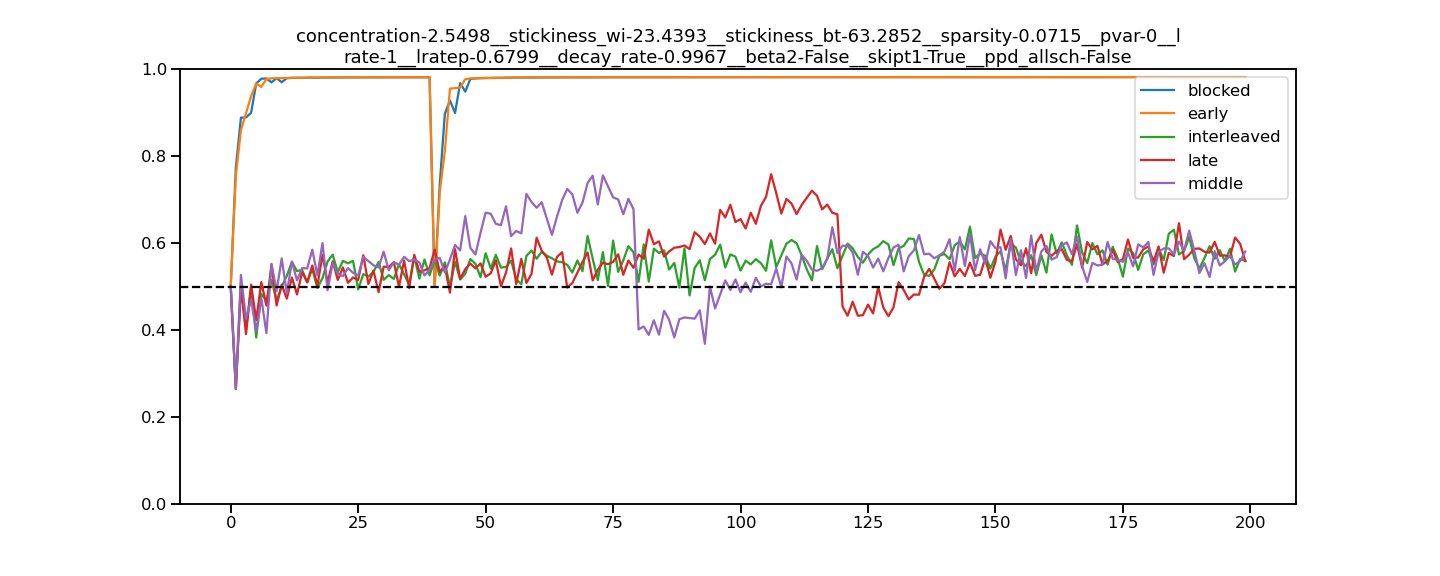 concentration-2.5498__stickiness_wi-23.4393__stickiness_bt-63.2852__sparsity-0.0715__pvar-0__l
rate-1__lratep-0.6799__decay_rate-0.9967__beta2-False__skipt1-True__ppd_allsch-False
1.0
0.8
0.6
0.4
0.2
0.0
blocked
early
interleaved
late
middle
0 25 50 75 100 125 150 175 200